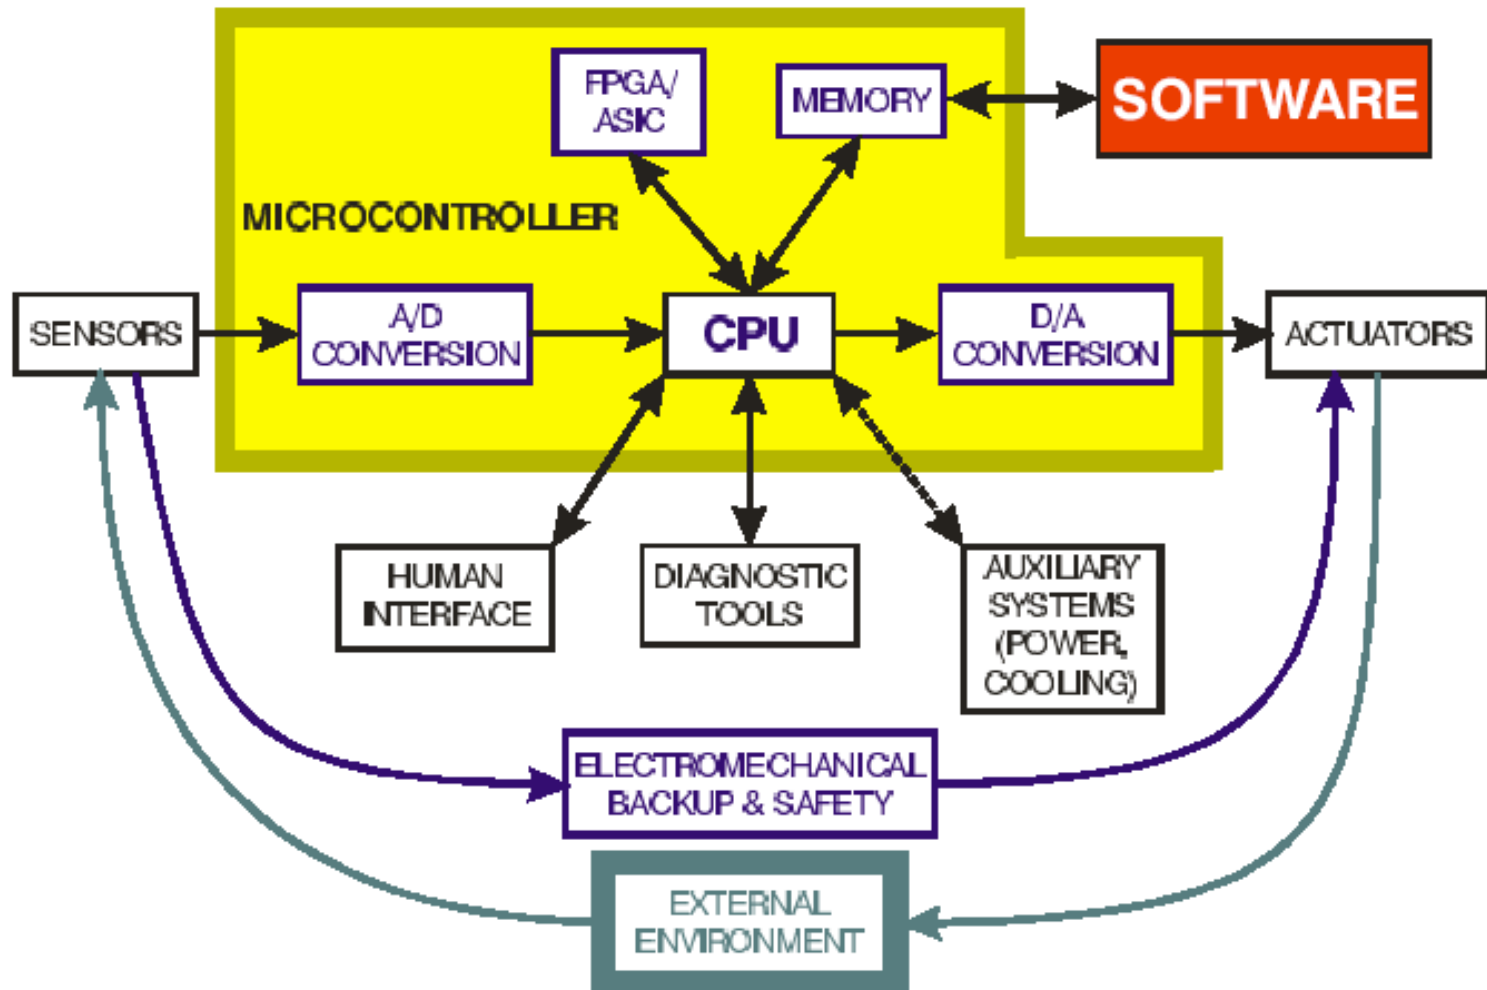 FPGA/
ASIC
MEMORY
SOFTWARE
MICROCONTROLLER
SENSORS
A/D
CONVERSION
CPU
D/A
CONVERSION
ACTUATORS
HUMAN
INTERFACE
DIAGNOSTIC
TOOLS
AUXILIARY
SYSTEMS
(POWER,
COOLING)
ELECTROMECHANICAL
BACKUP & SAFETY
EXTERNAL
ENVIRONMENT